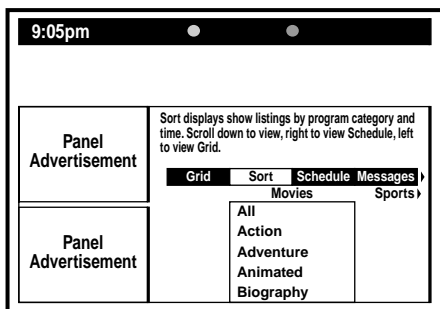 9:05pm
Panel
Advertisement
Sort displays show listings by program category and
time. Scroll down to view, right to view Schedule, left
to view Grid.
Grid Sort Schedule Messages
Movies Sports
All
Action
Adventure
Animated
Biography
Panel
Advertisement